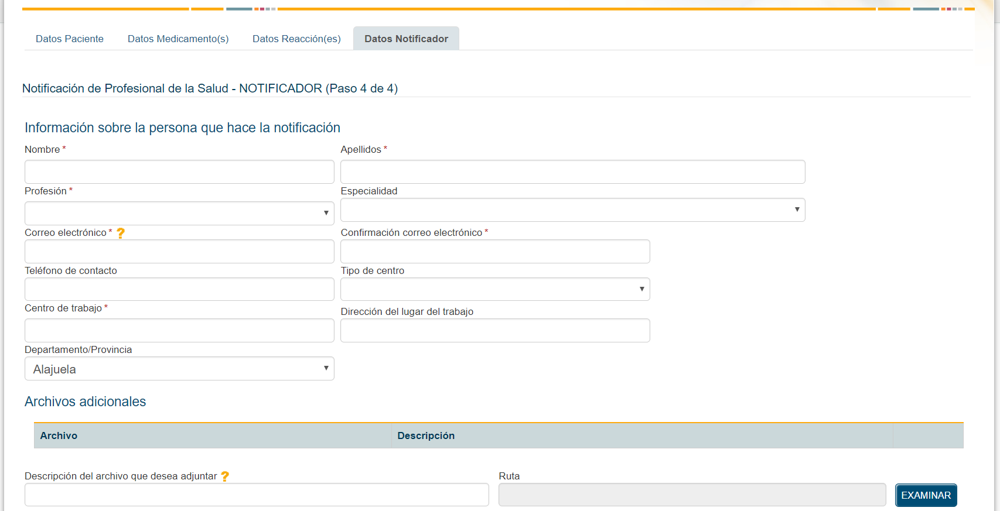 Datos Paciente Datos Medicamento(s) Datos Reacción(es) Datos Notificador
Notificación de Profesional de la Salud - NOTIFICADOR (Paso 4 de 4)
Información sobre la persona que hace la notificación
Nombre * Apellidos *
Profesión * Especialidad
Correo electrónico * ? Confirmación correo electrónico *
Teléfono de contacto Tipo de centro
Centro de trabajo * Dirección del lugar del trabajo
Departamento/Provincia
Alajuela
Archivos adicionales
Archivo Descripción
Descripción del archivo que desea adjuntar ? Ruta
EXAMINAR